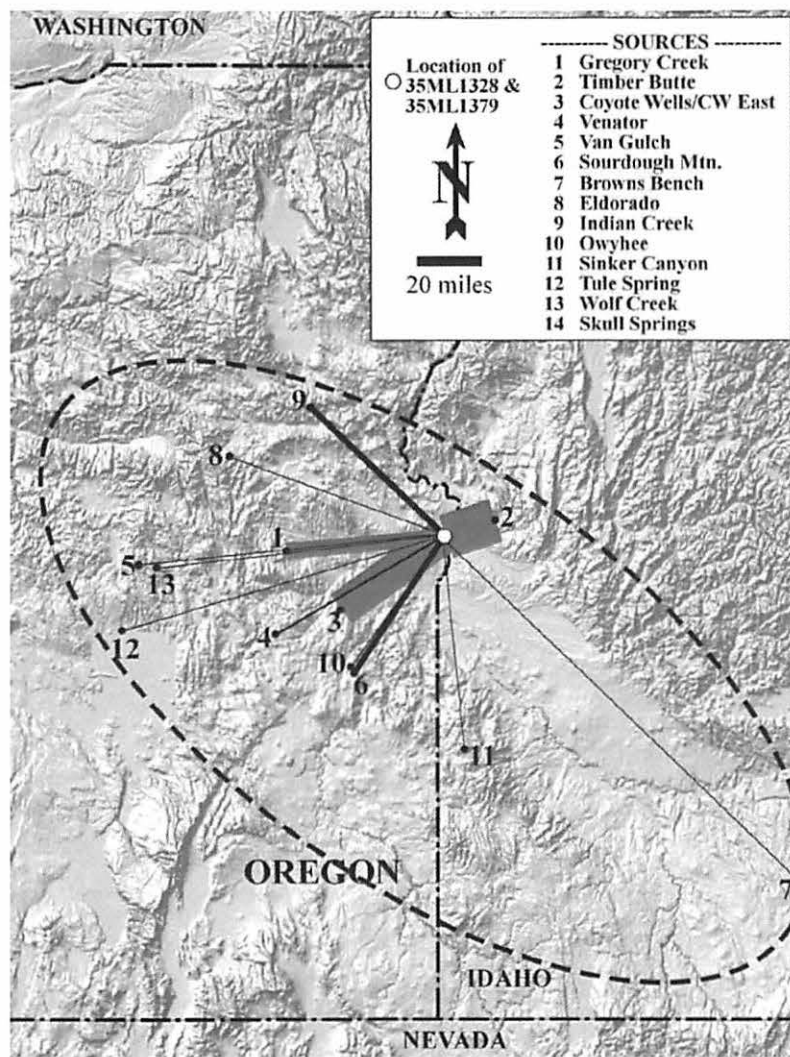 WASHINGTON
Location of
35ML1328 &
35ML1379
N
20 miles
---------- SOURCES ----------
1 Gregory Creek
2 Timber Butte
3 Coyote Wells/CW East
4 Venator
5 Van Gulch
6 Sourdough Mtn.
7 Browns Bench
8 Eldorado
9 Indian Creek
10 Owyhee
11 Sinker Canyon
12 Tule Spring
13 Wolf Creek
14 Skull Springs
9
8
2
1
5
13
3
4
12
10
6
11
OREGON
7
IDAHO
NEVADA